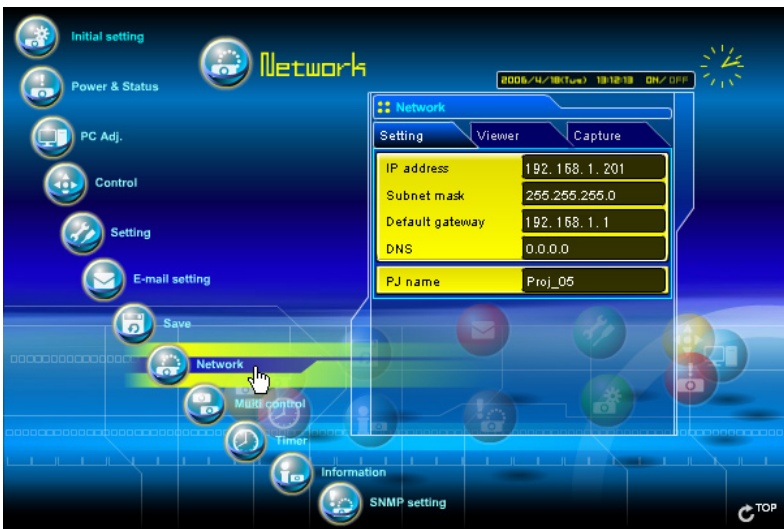 Initial setting
Power & Status
PC Adj.
Control
Setting
E-mail setting
Save
Network
Multi control
Timer
Information
SNMP setting
Network
2006/4/18(Tue) 19:12:19 ON/OFF
Network
Setting Viewer Capture
IP address 192.168.1.201
Subnet mask 255.255.255.0
Default gateway 192.168.1.1
DNS 0.0.0.0
PJ name Proj_05
TOP